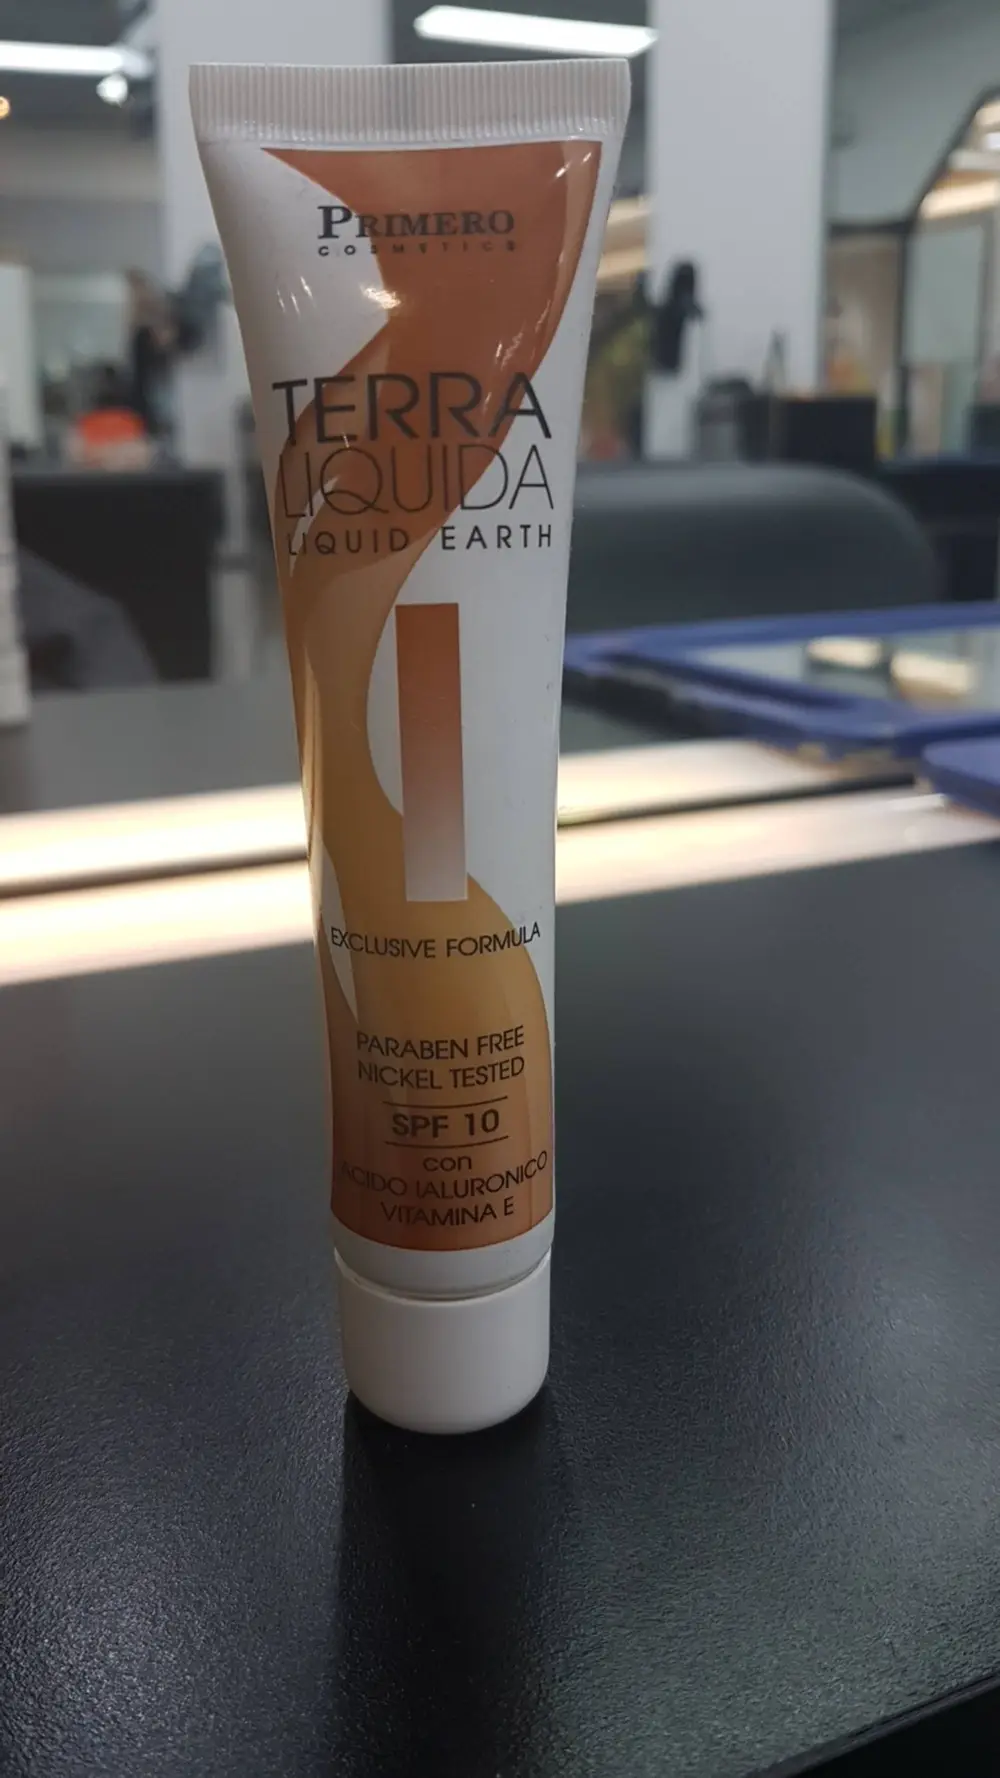 PRIMERO
COSMETICS
TERRA
LIQUIDA
LIQUID EARTH
EXCLUSIVE FORMULA
PARABEN FREE
NICKEL TESTED
SPF 10
con
ACIDO IALURONICO
VITAMINA E